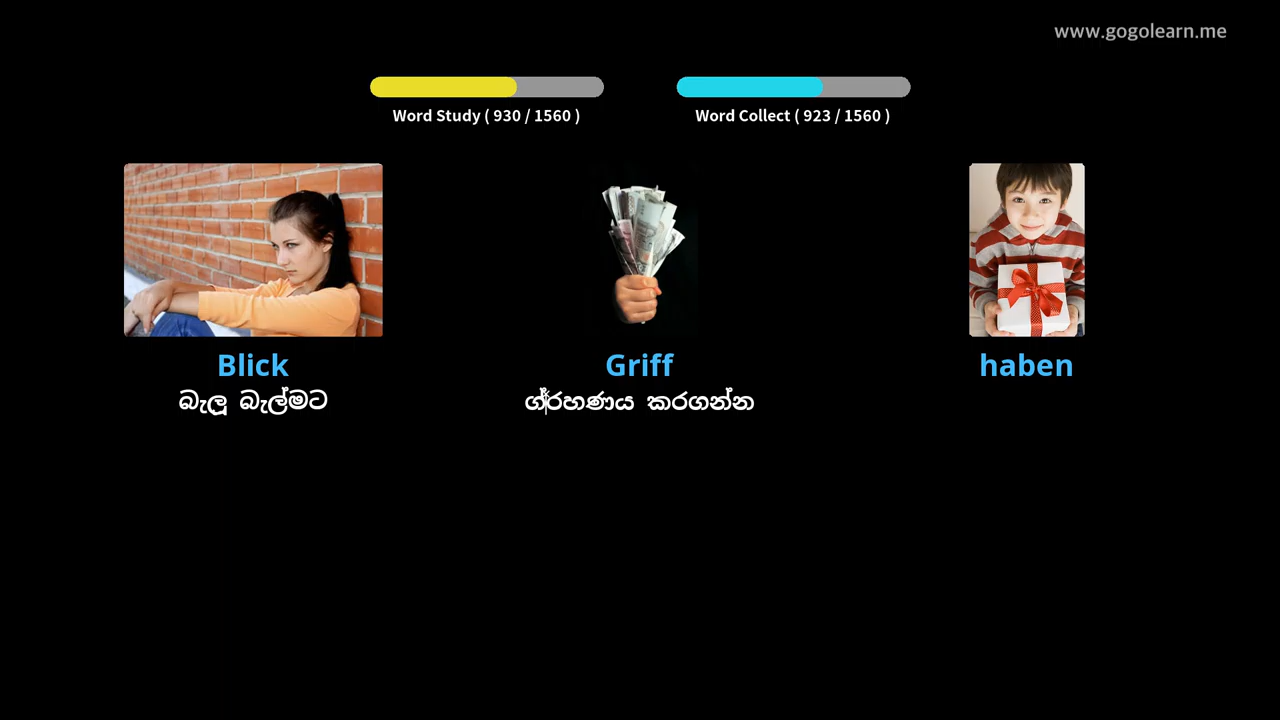 www.gogolearn.me
Word Study ( 930 / 1560 )
Word Collect ( 923 / 1560 )
Blick
බැලූ බැල්මට
Griff
ග්‍රහණය කරගන්න
haben